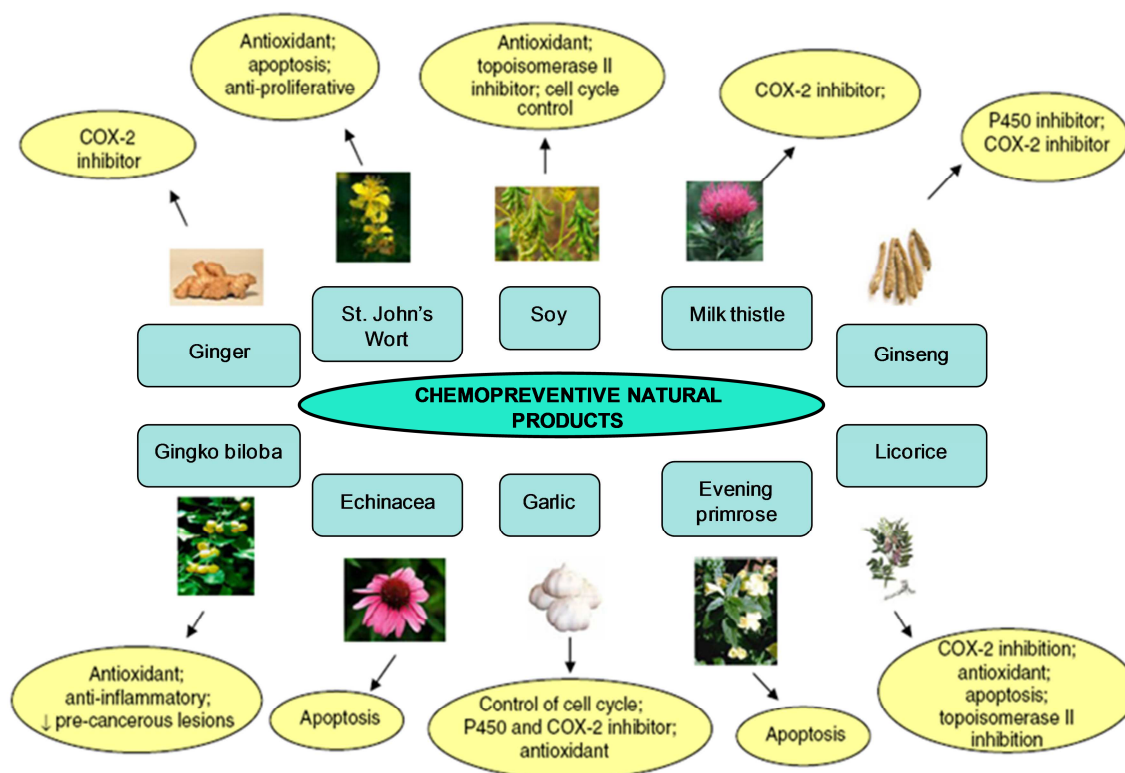 Antioxidant;
apoptosis;
anti-proliferative
Antioxidant;
topoisomerase II
inhibitor; cell cycle
control
COX-2 inhibitor;
COX-2
inhibitor
P450 inhibitor;
COX-2 inhibitor
Ginger
St. John's
Wort
Soy
Milk thistle
Ginseng
CHEMOPREVENTIVE NATURAL
PRODUCTS
Gingko biloba
Echinacea
Garlic
Evening
primrose
Licorice
Antioxidant;
anti-inflammatory;
↓ pre-cancerous lesions
Apoptosis
Control of cell cycle;
P450 and COX-2 inhibitor;
antioxidant
Apoptosis
COX-2 inhibition;
antioxidant;
apoptosis;
topoisomerase II
inhibition